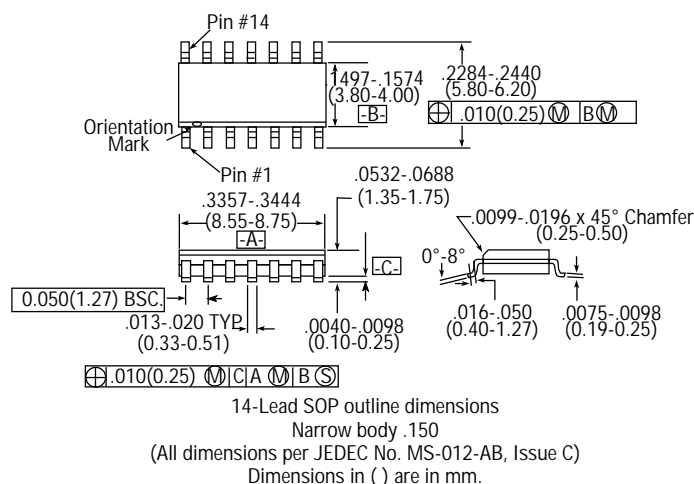 Pin #14
.1497-.1574
(3.80-4.00)
-B-
.2284-.2440
(5.80-6.20)
⌖ .010(0.25) Ⓜ BⓂ
Orientation
Mark
Pin #1
.3357-.3444
(8.55-8.75)
-A-
.0532-.0688
(1.35-1.75)
-C-
.0099-.0196 x 45° Chamfer
(0.25-0.50)
0°-8°
0.050(1.27) BSC.
.013-.020 TYP.
(0.33-0.51)
.0040-.0098
(0.10-0.25)
.016-.050
(0.40-1.27)
.0075-.0098
(0.19-0.25)
⌖ .010(0.25) Ⓜ C A Ⓜ B Ⓢ
14-Lead SOP outline dimensions
Narrow body .150
(All dimensions per JEDEC No. MS-012-AB, Issue C)
Dimensions in ( ) are in mm.